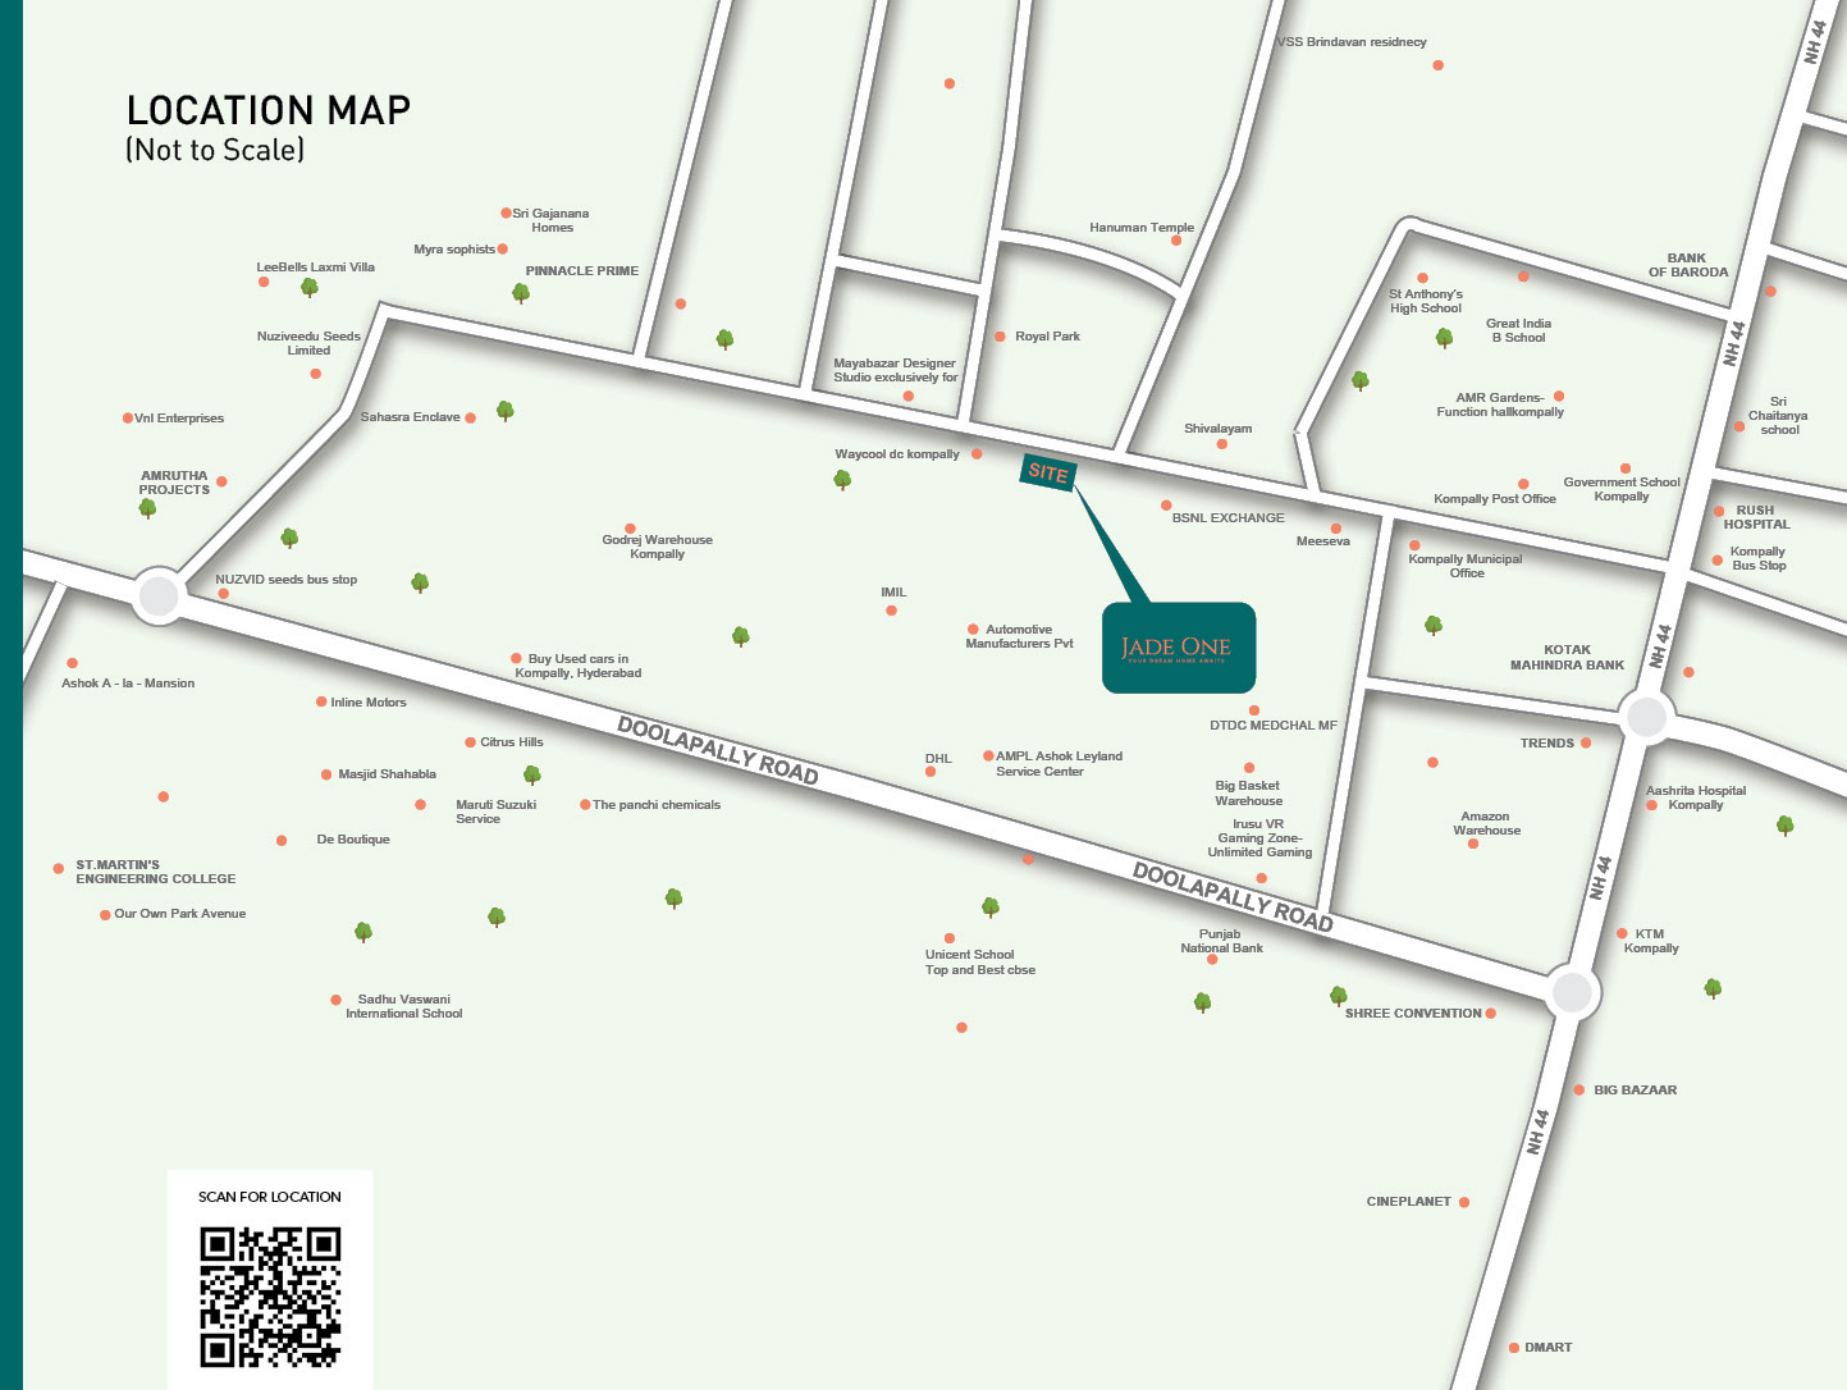 LOCATION MAP
(Not to Scale)
VSS Brindavan residnecy
NH 44
Sri Gajanana
Homes
Myra sophists
PINNACLE PRIME
LeeBells Laxmi Villa
Hanuman Temple
BANK
OF BARODA
St Anthony's
High School
Great India
B School
NH 44
Nuziveedu Seeds
Limited
Royal Park
Mayabazar Designer
Studio exclusively for
AMR Gardens-
Function hallkompally
Sri
Chaitanya
school
Vnl Enterprises
Sahasra Enclave
Shivalayam
Waycool dc kompally
SITE
AMRUTHA
PROJECTS
Kompally Post Office
Government School
Kompally
RUSH
HOSPITAL
BSNL EXCHANGE
Meeseva
Godrej Warehouse
Kompally
Kompally Municipal
Office
Kompally
Bus Stop
NUZVID seeds bus stop
IMIL
Automotive
Manufacturers Pvt
JADE ONE
YOUR DREAM HOME AWAITS
KOTAK
MAHINDRA BANK
NH 44
Buy Used cars in
Kompally, Hyderabad
Ashok A - la - Mansion
Inline Motors
DTDC MEDCHAL MF
Citrus Hills
DOOLAPALLY ROAD
TRENDS
DHL
AMPL Ashok Leyland
Service Center
Masjid Shahabla
Maruti Suzuki
Service
The panchi chemicals
Big Basket
Warehouse
Aashrita Hospital
Kompally
Irusu VR
Gaming Zone-
Unlimited Gaming
Amazon
Warehouse
De Boutique
ST.MARTIN'S
ENGINEERING COLLEGE
NH 44
DOOLAPALLY ROAD
Our Own Park Avenue
Punjab
National Bank
KTM
Kompally
Unicent School
Top and Best cbse
Sadhu Vaswani
International School
SHREE CONVENTION
BIG BAZAAR
NH 44
SCAN FOR LOCATION
CINEPLANET
DMART